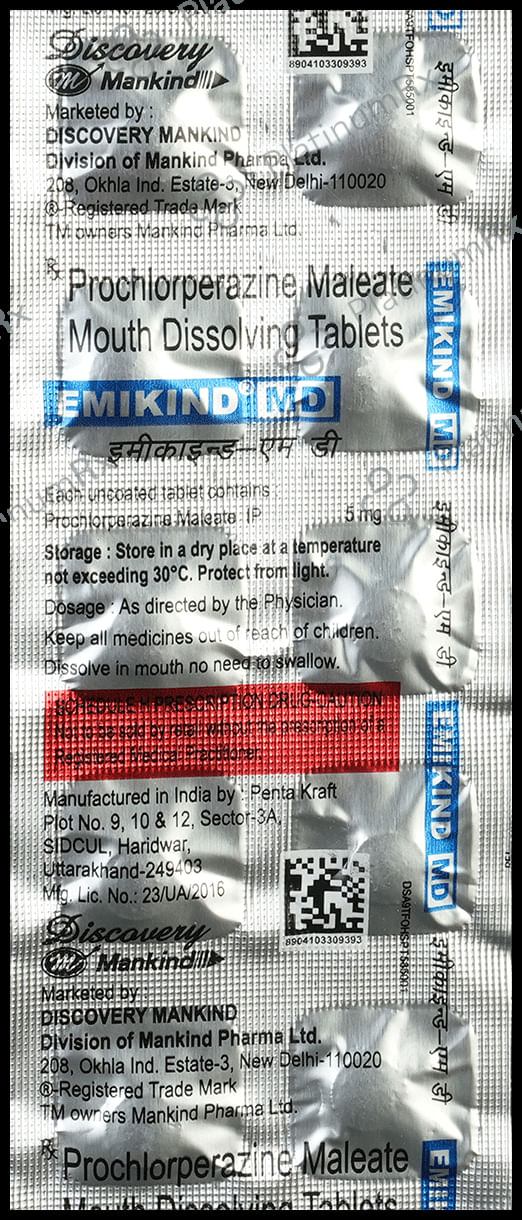 Discovery
Mankind
8904103309393
Marketed by :
DISCOVERY MANKIND
Division of Mankind Pharma Ltd.
208, Okhla Ind. Estate-3, New Delhi-110020
®-Registered Trade Mark
TM owners Mankind Pharma Ltd.
Rx
Prochlorperazine Maleate
Mouth Dissolving Tablets
EMIKIND® MD
इमीकाइन्ड–एम डी
Each uncoated tablet contains :
Prochlorperazine Maleate IP 5 mg
Storage : Store in a dry place at a temperature
not exceeding 30°C. Protect from light.
Dosage : As directed by the Physician.
Keep all medicines out of reach of children.
Dissolve in mouth no need to swallow.
SCHEDULE H PRESCRIPTION DRUG-CAUTION
Not to be sold by retail without the prescription of a
Registered Medical Practitioner.
Manufactured in India by : Penta Kraft
Plot No. 9, 10 & 12, Sector-3A,
SIDCUL, Haridwar,
Uttarakhand-249403
Mfg. Lic. No.: 23/UA/2016
8904103309393
Discovery
Mankind
Marketed by :
DISCOVERY MANKIND
Division of Mankind Pharma Ltd.
208, Okhla Ind. Estate-3, New Delhi-110020
®-Registered Trade Mark
TM owners Mankind Pharma Ltd.
Rx
Prochlorperazine Maleate
Mouth Dissolving Tablets
इमीकाइन्ड–एम डी
EMIKIND MD
इमीकाइन्ड–एम डी
EMIKIND MD
इमीकाइन्ड–एम डी
EMI
PlatinumRx